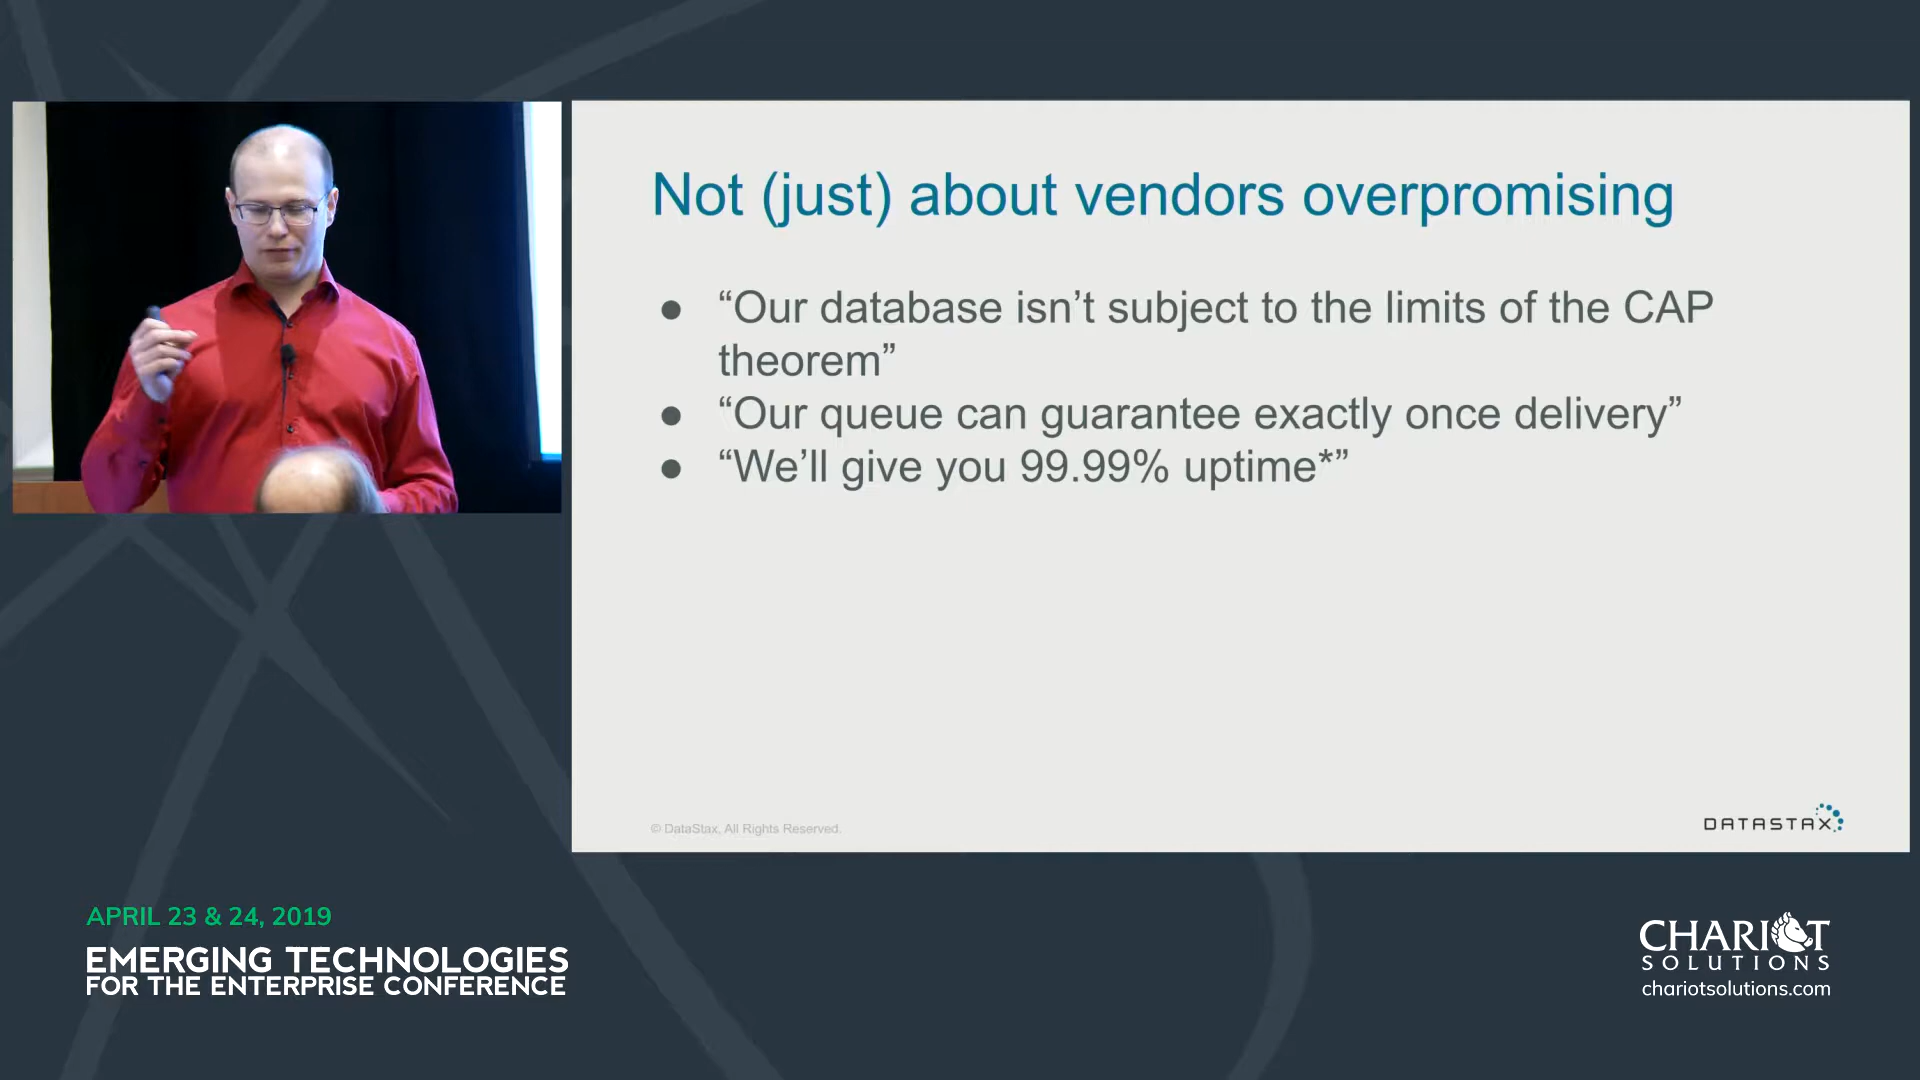 Not (just) about vendors overpromising
● “Our database isn’t subject to the limits of the CAP
theorem”
● “Our queue can guarantee exactly once delivery”
● “We’ll give you 99.99% uptime*”
© DataStax. All Rights Reserved.
DATASTAX
APRIL 23 & 24, 2019
EMERGING TECHNOLOGIES
FOR THE ENTERPRISE CONFERENCE
CHARIOT
SOLUTIONS
chariotsolutions.com